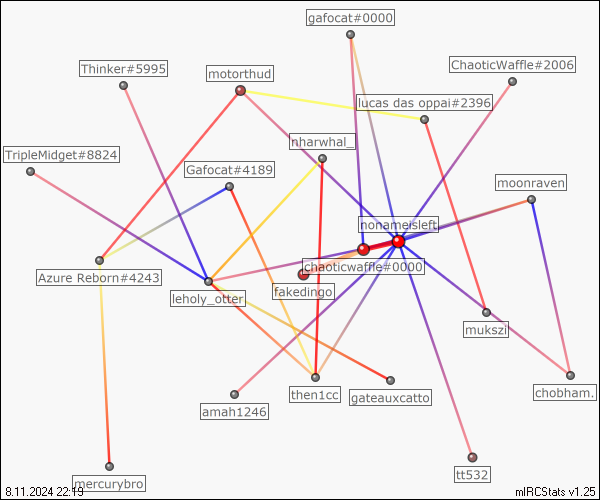 gafocat#0000
ChaoticWaffle#2006
Thinker#5995
motorthud
lucas das oppai#2396
nharwhal_
TripleMidget#8824
Gafocat#4189
moonraven
nonameisleft
chaoticwaffle#0000
Azure Reborn#4243
fakedingo
leholy_otter
mukszi
then1cc
gateauxcatto
chobham.
amah1246
tt532
mercurybro
8.11.2024 22:19
mIRCStats v1.25